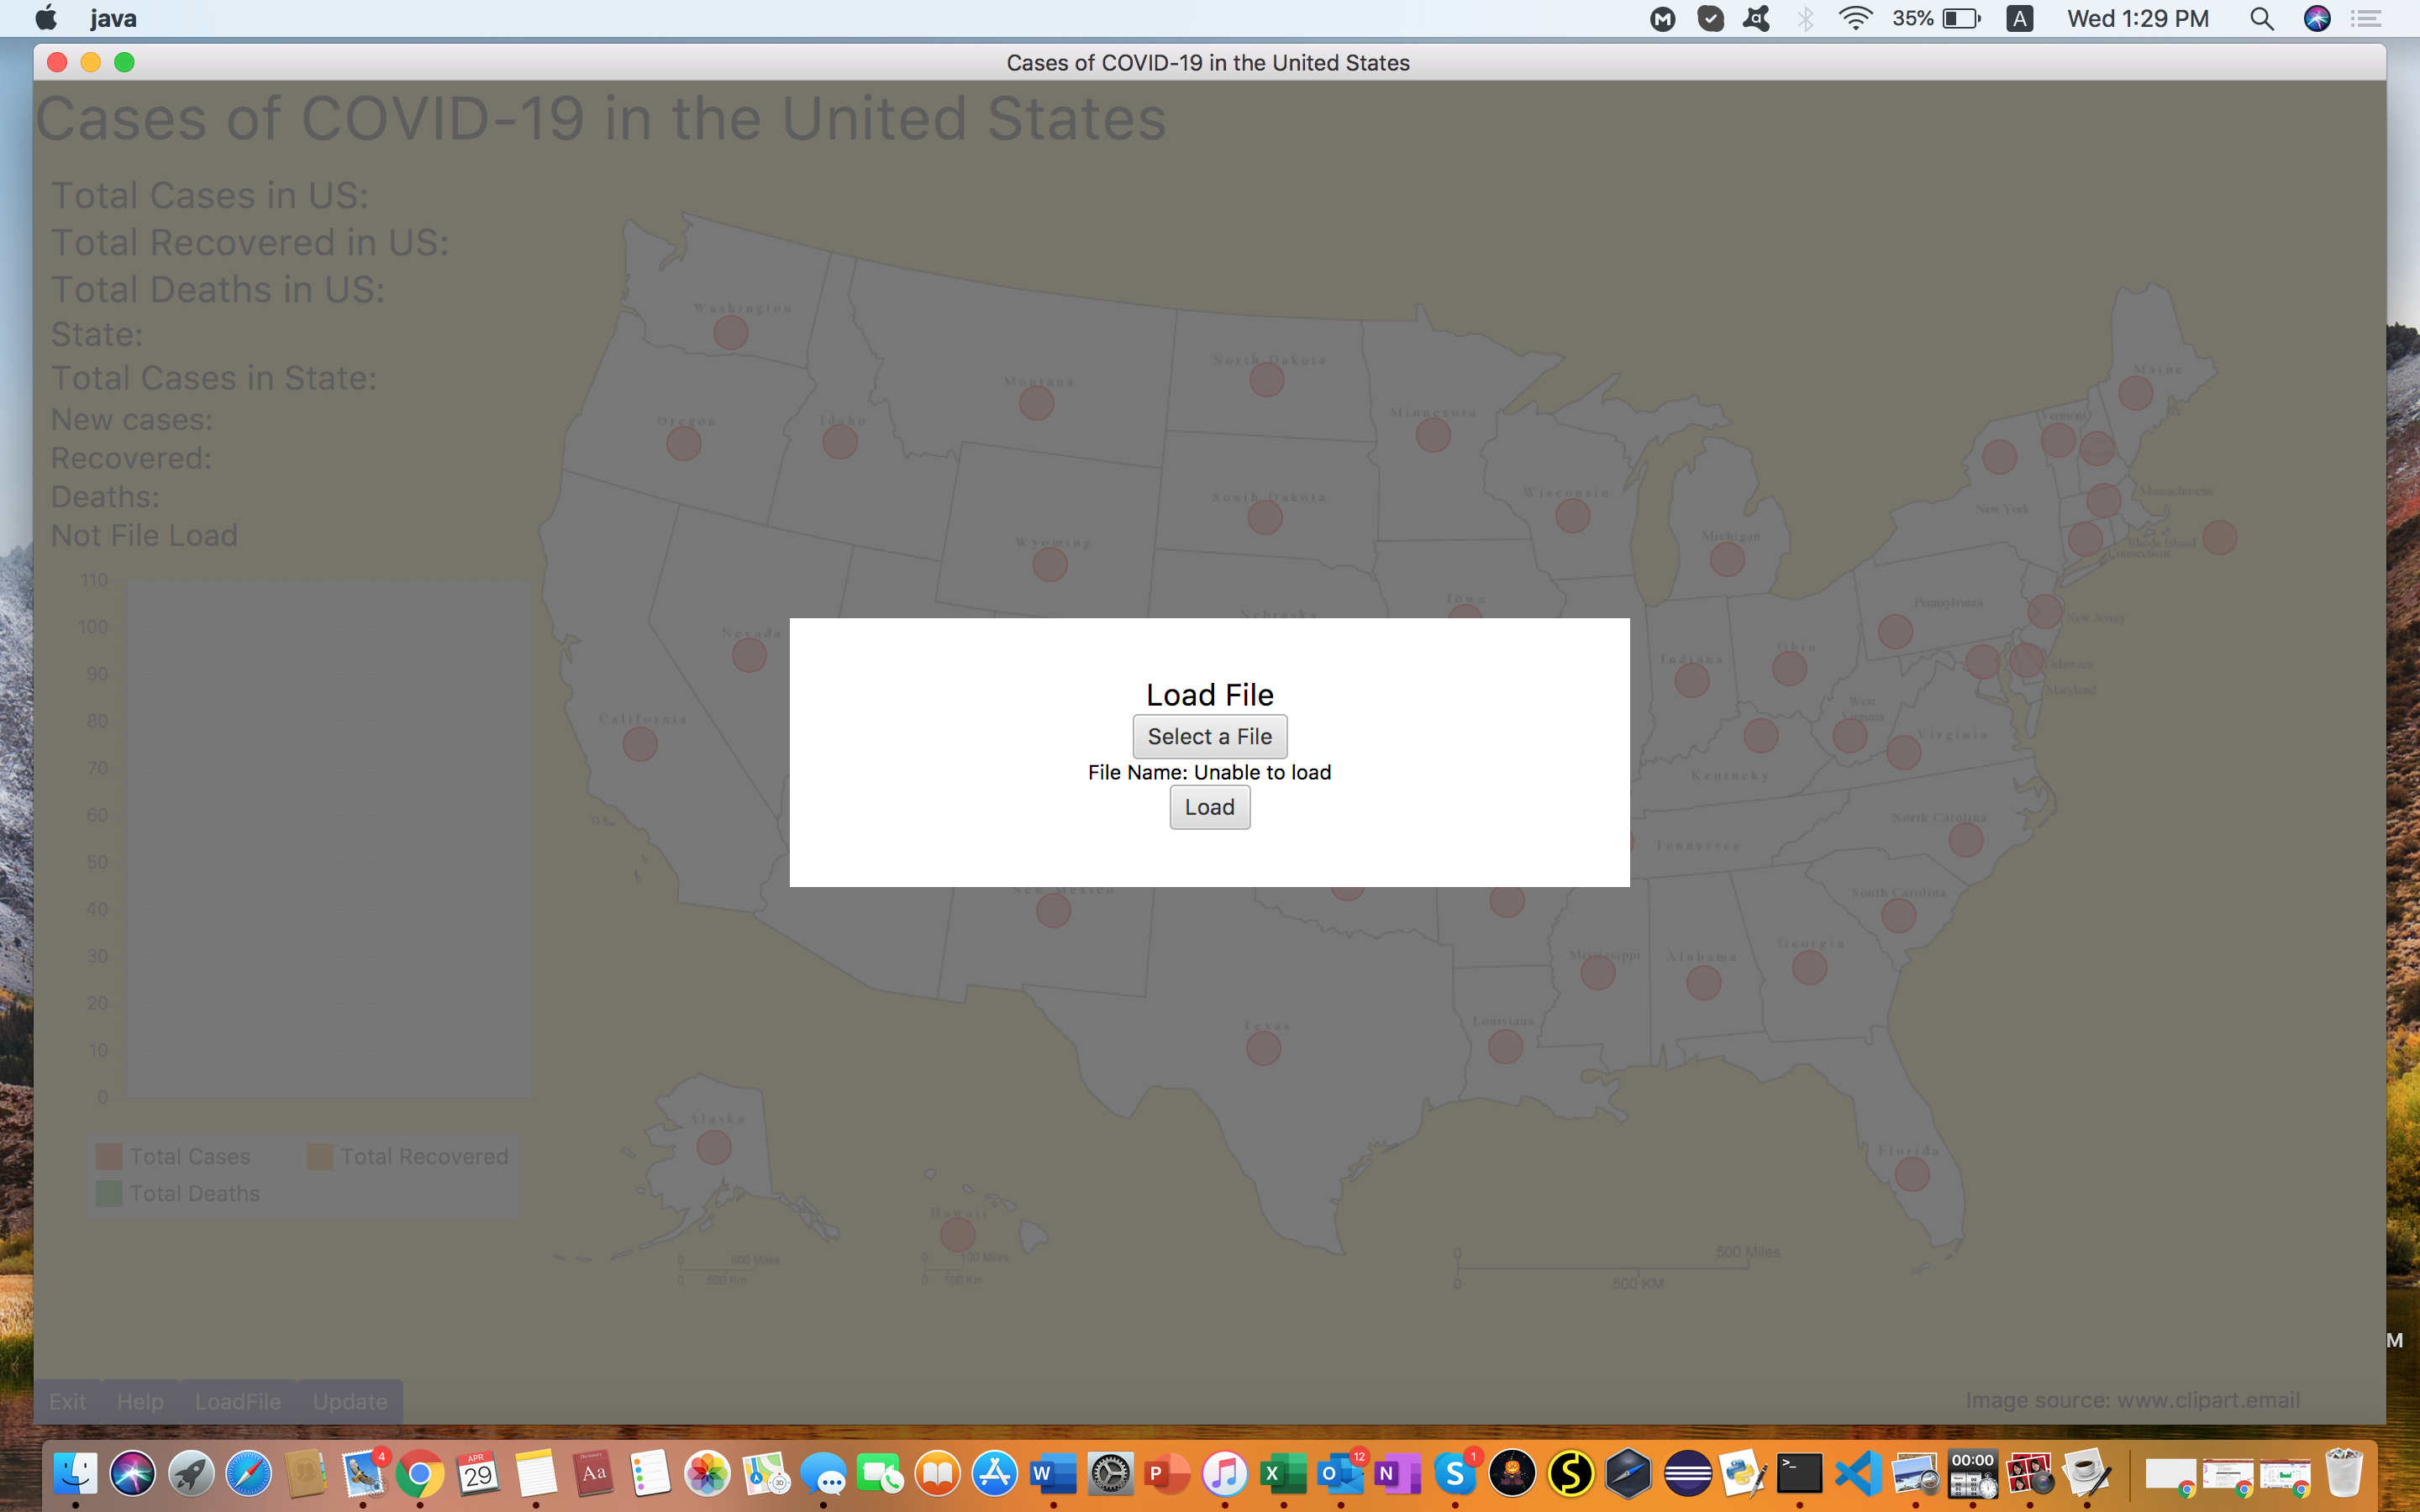 java
35%
A
Wed 1:29 PM
Cases of COVID-19 in the United States
Cases of COVID-19 in the United States
Total Cases in US:
Total Recovered in US:
Total Deaths in US:
State:
Total Cases in State:
New cases:
Recovered:
Deaths:
Not File Load
110
100
90
80
70
60
50
40
30
20
10
0
Total Cases
Total Recovered
Total Deaths
Washington
Oregon
Idaho
Montana
North Dakota
Minnesota
South Dakota
Wisconsin
Michigan
Wyoming
Nebraska
Iowa
Nevada
California
New Mexico
Texas
Louisiana
Mississippi
Alabama
Georgia
Florida
South Carolina
North Carolina
Tennessee
Kentucky
Virginia
West
Virginia
Indiana
Ohio
Pennsylvania
New York
Vermont
Maine
Massachusetts
Rhode Island
Connecticut
New Jersey
Delaware
Maryland
Alaska
Hawaii
Load File
Select a File
File Name: Unable to load
Load
0 500 Miles
0 500 Km
0 100 Miles
0 100 Km
0 500 Miles
0 500 KM
Exit Help LoadFile Update
Image source: www.clipart.email
M
4
APR
29
Aa
W
P
X
O
12
N
S
1
00:00